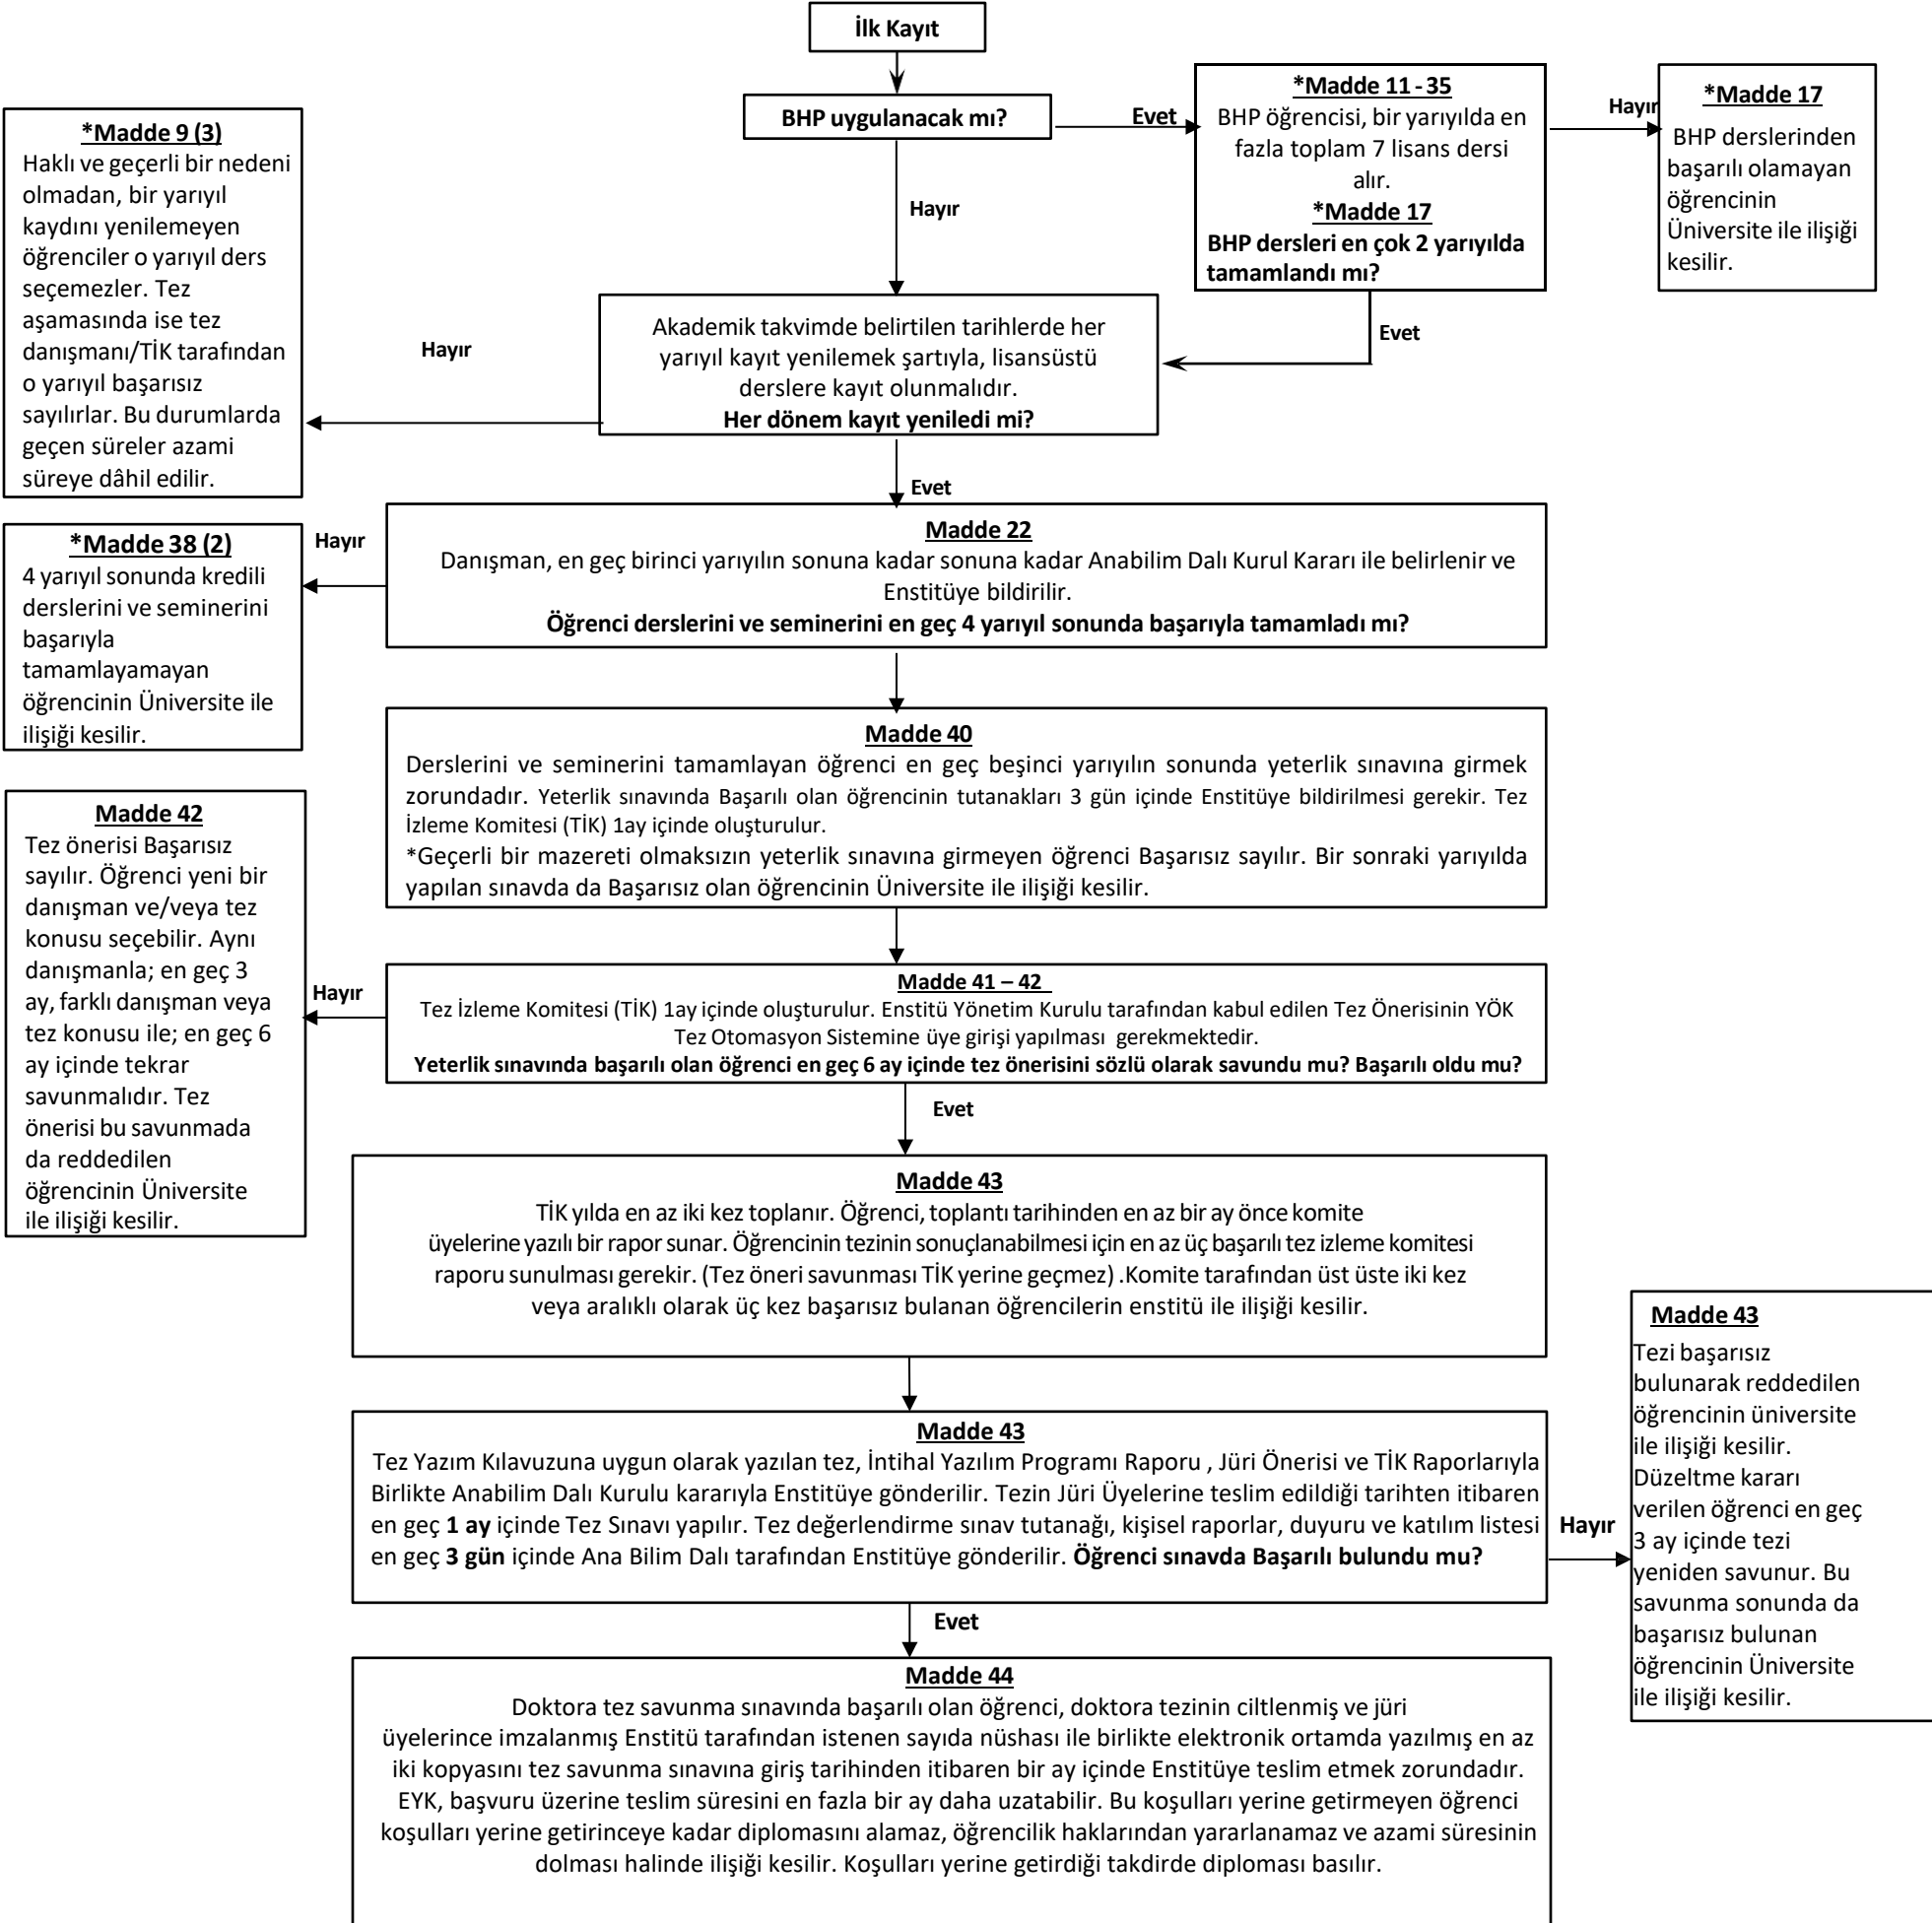 İlk Kayıt
BHP uygulanacak mı?
Evet
*Madde 11 - 35
BHP öğrencisi, bir yarıyılda en
fazla toplam 7 lisans dersi
alır.
*Madde 17
BHP dersleri en çok 2 yarıyılda
tamamlandı mı?
Hayır
*Madde 17
BHP derslerinden
başarılı olamayan
öğrencinin
Üniversite ile ilişiği
kesilir.
Hayır
Evet
Akademik takvimde belirtilen tarihlerde her
yarıyıl kayıt yenilemek şartıyla, lisansüstü
derslere kayıt olunmalıdır.
Her dönem kayıt yeniledi mi?
Hayır
*Madde 9 (3)
Haklı ve geçerli bir nedeni
olmadan, bir yarıyıl
kaydını yenilemeyen
öğrenciler o yarıyıl ders
seçemezler. Tez
aşamasında ise tez
danışmanı/TİK tarafından
o yarıyıl başarısız
sayılırlar. Bu durumlarda
geçen süreler azami
süreye dâhil edilir.
Evet
Madde 22
Danışman, en geç birinci yarıyılın sonuna kadar sonuna kadar Anabilim Dalı Kurul Kararı ile belirlenir ve
Enstitüye bildirilir.
Öğrenci derslerini ve seminerini en geç 4 yarıyıl sonunda başarıyla tamamladı mı?
Hayır
*Madde 38 (2)
4 yarıyıl sonunda kredili
derslerini ve seminerini
başarıyla
tamamlayamayan
öğrencinin Üniversite ile
ilişiği kesilir.
Madde 40
Derslerini ve seminerini tamamlayan öğrenci en geç beşinci yarıyılın sonunda yeterlik sınavına girmek
zorundadır. Yeterlik sınavında Başarılı olan öğrencinin tutanakları 3 gün içinde Enstitüye bildirilmesi gerekir. Tez
İzleme Komitesi (TİK) 1ay içinde oluşturulur.
*Geçerli bir mazereti olmaksızın yeterlik sınavına girmeyen öğrenci Başarısız sayılır. Bir sonraki yarıyılda
yapılan sınavda da Başarısız olan öğrencinin Üniversite ile ilişiği kesilir.
Madde 41 – 42
Tez İzleme Komitesi (TİK) 1ay içinde oluşturulur. Enstitü Yönetim Kurulu tarafından kabul edilen Tez Önerisinin YÖK
Tez Otomasyon Sistemine üye girişi yapılması gerekmektedir.
Yeterlik sınavında başarılı olan öğrenci en geç 6 ay içinde tez önerisini sözlü olarak savundu mu? Başarılı oldu mu?
Hayır
Madde 42
Tez önerisi Başarısız
sayılır. Öğrenci yeni bir
danışman ve/veya tez
konusu seçebilir. Aynı
danışmanla; en geç 3
ay, farklı danışman veya
tez konusu ile; en geç 6
ay içinde tekrar
savunmalıdır. Tez
önerisi bu savunmada
da reddedilen
öğrencinin Üniversite
ile ilişiği kesilir.
Evet
Madde 43
TİK yılda en az iki kez toplanır. Öğrenci, toplantı tarihinden en az bir ay önce komite
üyelerine yazılı bir rapor sunar. Öğrencinin tezinin sonuçlanabilmesi için en az üç başarılı tez izleme komitesi
raporu sunulması gerekir. (Tez öneri savunması TİK yerine geçmez) .Komite tarafından üst üste iki kez
veya aralıklı olarak üç kez başarısız bulanan öğrencilerin enstitü ile ilişiği kesilir.
Madde 43
Tez Yazım Kılavuzuna uygun olarak yazılan tez, İntihal Yazılım Programı Raporu , Jüri Önerisi ve TİK Raporlarıyla
Birlikte Anabilim Dalı Kurulu kararıyla Enstitüye gönderilir. Tezin Jüri Üyelerine teslim edildiği tarihten itibaren
en geç 1 ay içinde Tez Sınavı yapılır. Tez değerlendirme sınav tutanağı, kişisel raporlar, duyuru ve katılım listesi
en geç 3 gün içinde Ana Bilim Dalı tarafından Enstitüye gönderilir. Öğrenci sınavda Başarılı bulundu mu?
Hayır
Madde 43
Tezi başarısız
bulunarak reddedilen
öğrencinin üniversite
ile ilişiği kesilir.
Düzeltme kararı
verilen öğrenci en geç
3 ay içinde tezi
yeniden savunur. Bu
savunma sonunda da
başarısız bulunan
öğrencinin Üniversite
ile ilişiği kesilir.
Evet
Madde 44
Doktora tez savunma sınavında başarılı olan öğrenci, doktora tezinin ciltlenmiş ve jüri
üyelerince imzalanmış Enstitü tarafından istenen sayıda nüshası ile birlikte elektronik ortamda yazılmış en az
iki kopyasını tez savunma sınavına giriş tarihinden itibaren bir ay içinde Enstitüye teslim etmek zorundadır.
EYK, başvuru üzerine teslim süresini en fazla bir ay daha uzatabilir. Bu koşulları yerine getirmeyen öğrenci
koşulları yerine getirinceye kadar diplomasını alamaz, öğrencilik haklarından yararlanamaz ve azami süresinin
dolması halinde ilişiği kesilir. Koşulları yerine getirdiği takdirde diploması basılır.